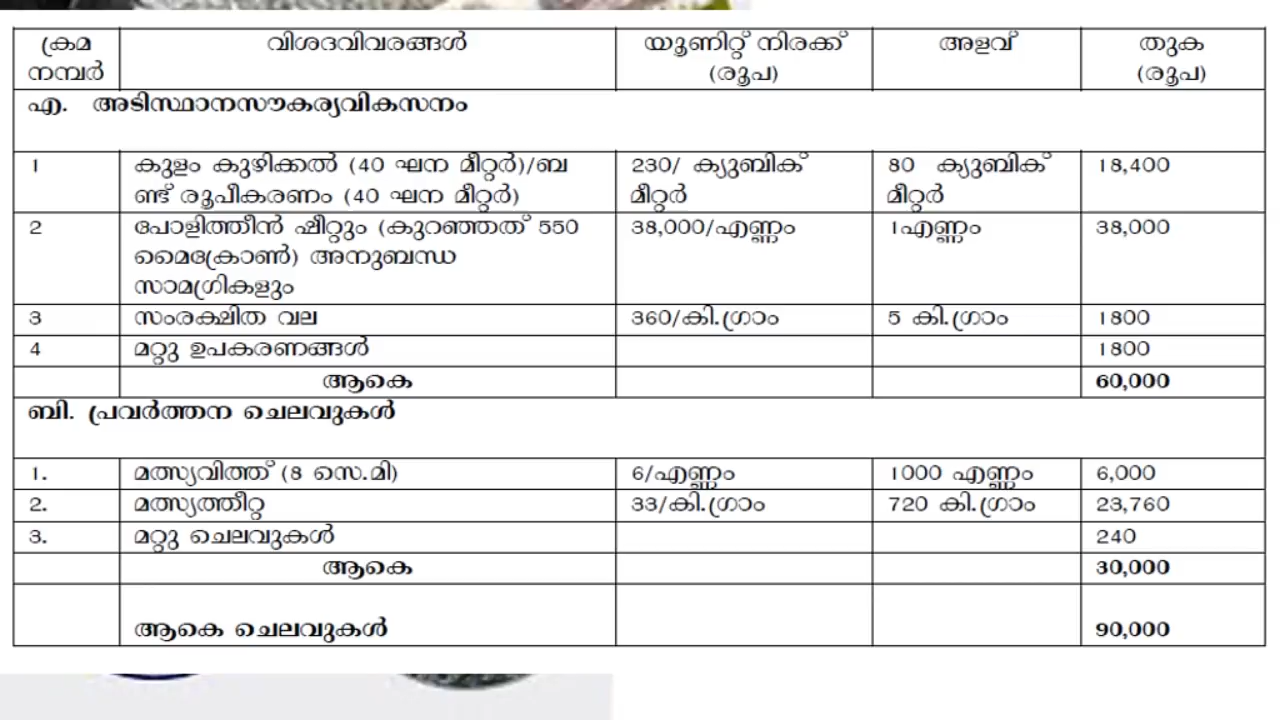 ക്രമ നമ്പർ	വിശദവിവരങ്ങൾ	യൂണിറ്റ് നിരക്ക് (രൂപ)	അളവ്	തുക (രൂപ)
എ. അടിസ്ഥാനസൗകര്യവികസനം
1	കുളം കുഴിക്കൽ (40 ഘന മീറ്റർ)/ബ	230/ ക്യുബിക്	80 ക്യുബിക്	18,400
ണ്ട് രൂപീകരണം (40 ഘന മീറ്റർ)	മീറ്റർ	മീറ്റർ
2	പോളിത്തീൻ ഷീറ്റും (കുറഞ്ഞത് 550	38,000/എണ്ണം	1എണ്ണം	38,000
മൈക്രോൺ) അനുബന്ധ
സാമഗ്രികളും
3	സംരക്ഷിത വല	360/കി.ഗ്രാം	5 കി.ഗ്രാം	1800
4	മറ്റു ഉപകരണങ്ങൾ	1800
ആകെ	60,000
ബി. പ്രവർത്തന ചെലവുകൾ
1.	മത്സ്യവിത്ത് (8 സെ.മി)	6/എണ്ണം	1000 എണ്ണം	6,000
2.	മത്സ്യത്തീറ്റ	33/കി.ഗ്രാം	720 കി.ഗ്രാം	23,760
3.	മറ്റു ചെലവുകൾ	240
ആകെ	30,000
ആകെ ചെലവുകൾ	90,000